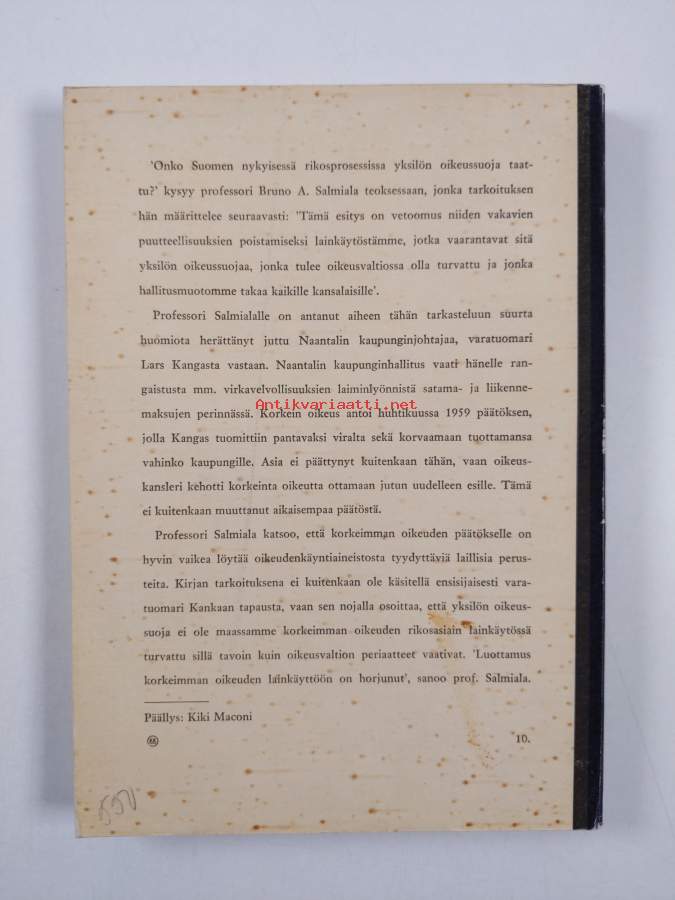 'Onko Suomen nykyisessä rikosprosessissa yksilön oikeussuoja taat-
tu?' kysyy professori Bruno A. Salmiala teoksessaan, jonka tarkoituksen
hän määrittelee seuraavasti: 'Tämä esitys on vetoomus niiden vakavien
puutteellisuuksien poistamiseksi lainkäytöstämme, jotka vaarantavat sitä
yksilön oikeussuojaa, jonka tulee oikeusvaltiossa olla turvattu ja jonka
hallitusmuotomme takaa kaikille kansalaisille'.
Professori Salmialalle on antanut aiheen tähän tarkasteluun suurta
huomiota herättänyt juttu Naantalin kaupunginjohtajaa, varatuomari
Lars Kangasta vastaan. Naantalin kaupunginhallitus vaati hänelle ran-
gaistusta mm. virkavelvollisuuksien laiminlyönnistä satama- ja liikenne-
maksujen perinnässä. Korkein oikeus antoi huhtikuussa 1959 päätöksen,
Antikvariaatti.net
jolla Kangas tuomittiin pantavaksi viralta sekä korvaamaan tuottamansa
vahinko kaupungille. Asia ei päättynyt kuitenkaan tähän, vaan oikeus-
kansleri kehotti korkeinta oikeutta ottamaan jutun uudelleen esille. Tämä
ei kuitenkaan muuttanut aikaisempaa päätöstä.
Professori Salmiala katsoo, että korkeimman oikeuden päätökselle on
hyvin vaikea löytää oikeudenkäyntiaineistosta tyydyttäviä laillisia perus-
teita. Kirjan tarkoituksena ei kuitenkaan ole käsitellä ensisijaisesti vara-
tuomari Kankaan tapausta, vaan sen nojalla osoittaa, että yksilön oikeus-
suoja ei ole maassamme korkeimman oikeuden rikosasiain lainkäytössä
turvattu sillä tavoin kuin oikeusvaltion periaatteet vaativat. 'Luottamus
korkeimman oikeuden lainkäyttöön on horjunut', sanoo prof. Salmiala.
Päällys: Kiki Maconi
10.